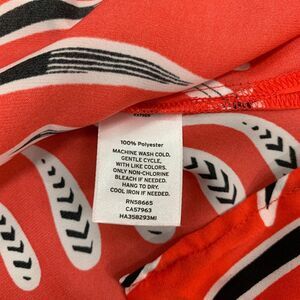 100% Polyester
MACHINE WASH COLD,
GENTLE CYCLE,
WITH LIKE COLORS.
ONLY NON-CHLORINE
BLEACH IF NEEDED.
HANG TO DRY.
COOL IRON IF NEEDED.
RN58665
CA57963
HA358293MI